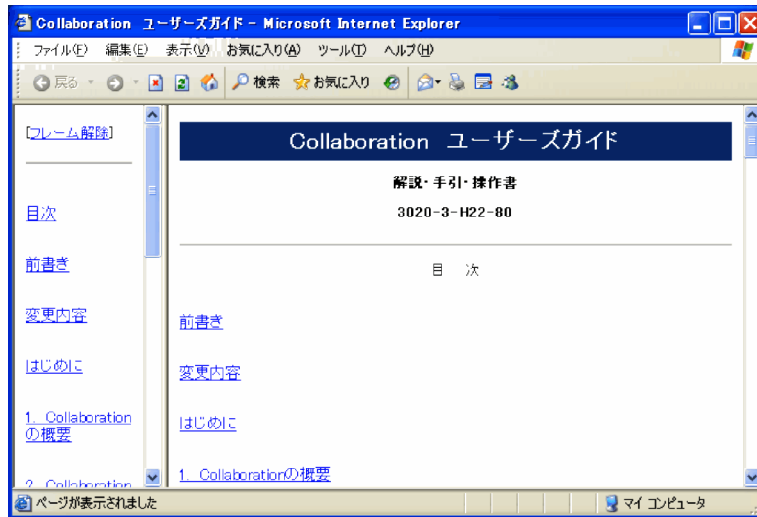 Collaboration ユーザーズガイド - Microsoft Internet Explorer
ファイル(F) 編集(E) 表示(V) お気に入り(A) ツール(T) ヘルプ(H)
戻る 検索 お気に入り
[フレーム解除]
目次
前書き
変更内容
はじめに
1. Collaboration
の概要
2. Collaboration
Collaboration ユーザーズガイド
解説・手引・操作書
3020-3-H22-80
目 次
前書き
変更内容
はじめに
1. Collaborationの概要
ページが表示されました
マイ コンピュータ